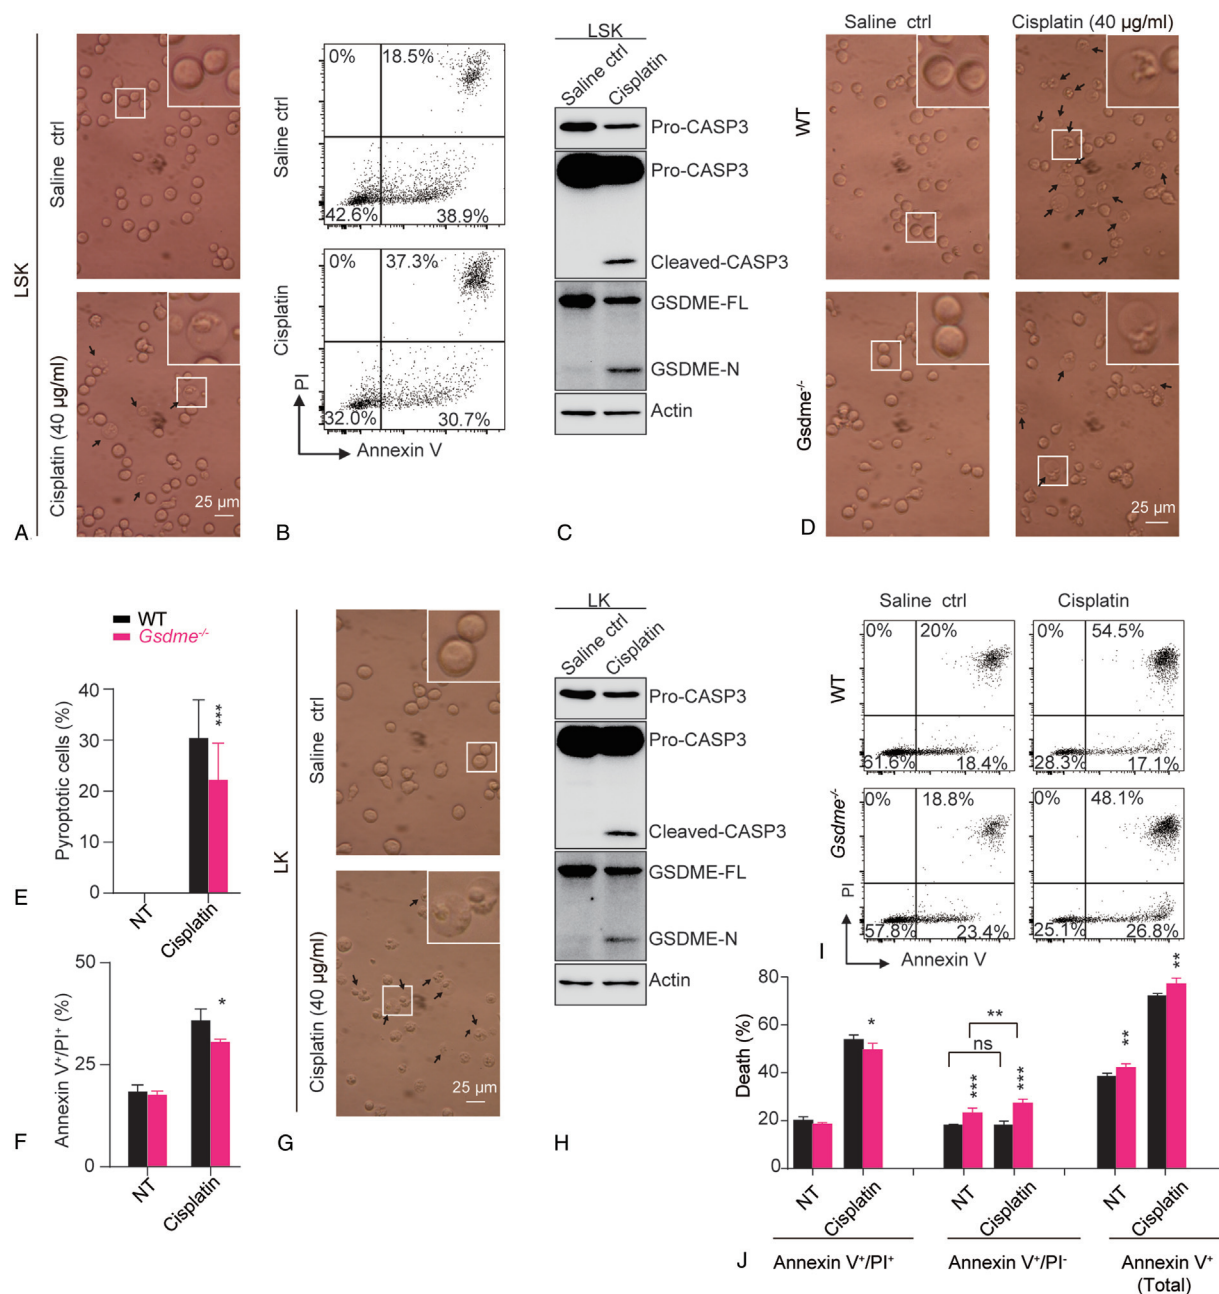 LSK
Saline ctrl
Cisplatin (40 µg/ml)
25 µm
A
Saline ctrl
0%
18.5%
42.6%
38.9%
Cisplatin
0%
37.3%
32.0%
30.7%
PI
Annexin V
B
LSK
Saline ctrl
Cisplatin
Pro-CASP3
Pro-CASP3
Cleaved-CASP3
GSDME-FL
GSDME-N
Actin
C
Saline ctrl
Cisplatin (40 µg/ml)
WT
Gsdme-/-
25 µm
D
WT
Gsdme-/-
Pyroptotic cells (%)
40
30
20
10
0
***
NT
Cisplatin
E
Annexin V+/PI+ (%)
50
25
0
*
NT
Cisplatin
F
LK
Saline ctrl
Cisplatin (40 µg/ml)
25 µm
G
LK
Saline ctrl
Cisplatin
Pro-CASP3
Pro-CASP3
Cleaved-CASP3
GSDME-FL
GSDME-N
Actin
H
Saline ctrl
Cisplatin
WT
0%
20%
61.6%
18.4%
0%
54.5%
28.3%
17.1%
Gsdme-/-
0%
18.8%
57.8%
23.4%
0%
48.1%
25.1%
26.8%
PI
Annexin V
I
Death (%)
80
60
40
20
0
*
ns
**
***
***
**
**
NT
Cisplatin
NT
Cisplatin
NT
Cisplatin
Annexin V+/PI+
Annexin V+/PI-
Annexin V+
(Total)
J